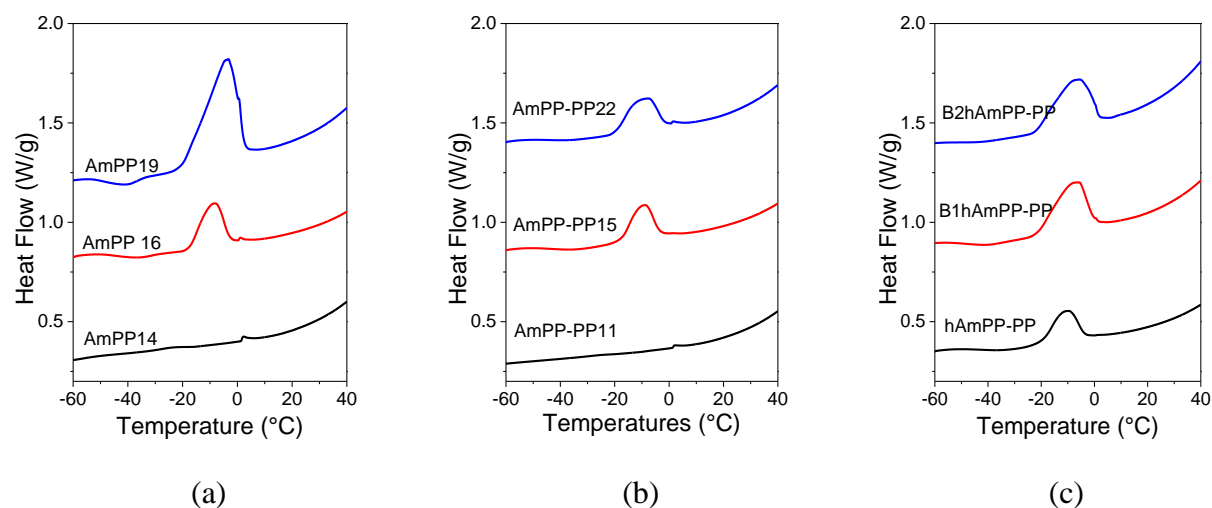 2.0
1.5
1.0
0.5
Heat Flow (W/g)
AmPP19
AmPP 16
AmPP14
-60 -40 -20 0 20 40
Temperature (°C)
(a)
2.0
1.5
1.0
0.5
Heat Flow (W/g)
AmPP-PP22
AmPP-PP15
AmPP-PP11
-60 -40 -20 0 20 40
Temperatures (°C)
(b)
2.0
1.5
1.0
0.5
Heat Flow (W/g)
B2hAmPP-PP
B1hAmPP-PP
hAmPP-PP
-60 -40 -20 0 20 40
Temperature (°C)
(c)